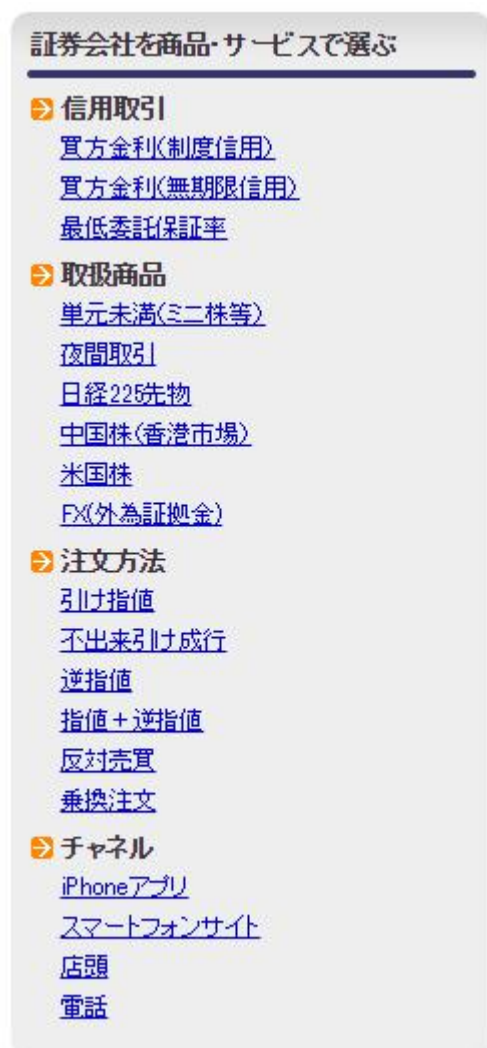 証券会社を商品・サービスで選ぶ
信用取引
買方金利(制度信用)
買方金利(無期限信用)
最低委託保証率
取扱商品
単元未満(ミニ株等)
夜間取引
日経225先物
中国株(香港市場)
米国株
FX(外為証拠金)
注文方法
引け指値
不出来引け成行
逆指値
指値+逆指値
反対売買
乗換注文
チャネル
iPhoneアプリ
スマートフォンサイト
店頭
電話